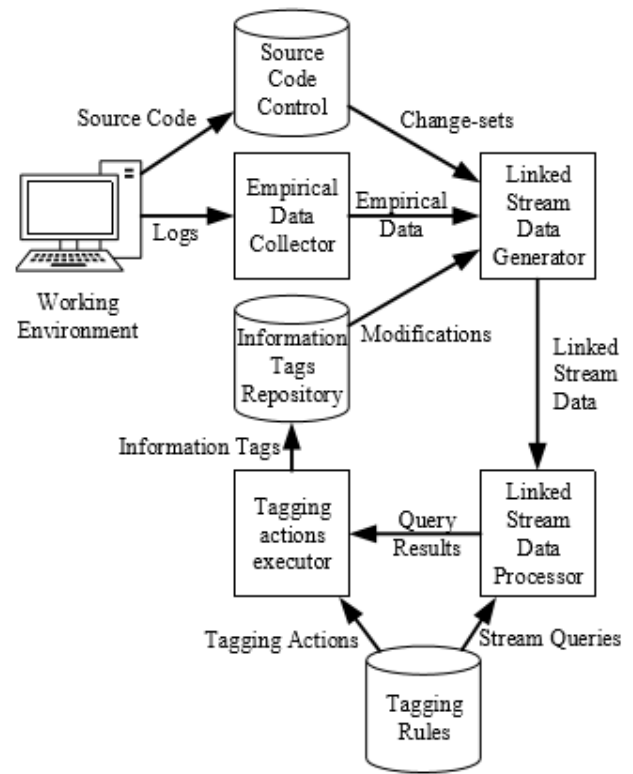 Source
Code
Control
Source Code
Change-sets
Empirical
Data
Collector
Logs
Empirical
Data
Linked
Stream
Data
Generator
Working
Environment
Information
Tags
Repository
Modifications
Linked
Stream
Data
Information Tags
Tagging
actions
executor
Query
Results
Linked
Stream
Data
Processor
Tagging Actions
Stream Queries
Tagging
Rules